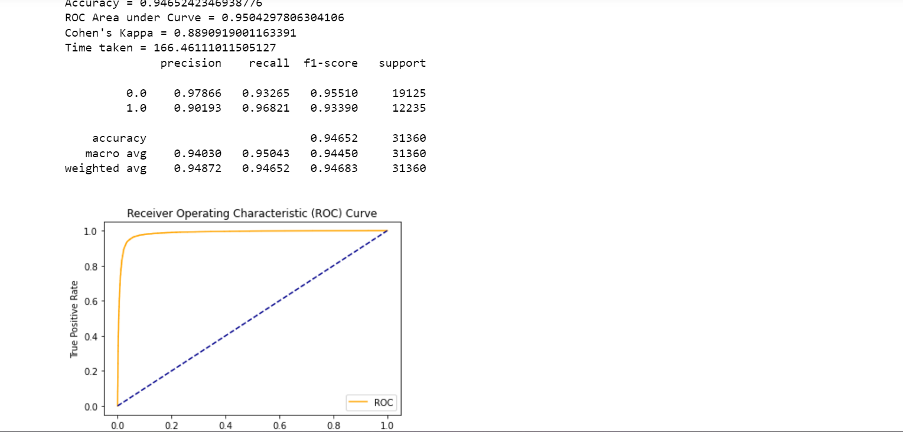 Accuracy = 0.9465242346938776
ROC Area under Curve = 0.9504297806304106
Cohen's Kappa = 0.8890919001163391
Time taken = 166.46111011505127
precision recall f1-score support
0.0 0.97866 0.93265 0.95510 19125
1.0 0.90193 0.96821 0.93390 12235
accuracy 0.94652 31360
macro avg 0.94030 0.95043 0.94450 31360
weighted avg 0.94872 0.94652 0.94683 31360
Receiver Operating Characteristic (ROC) Curve
1.0
0.8
0.6
0.4
0.2
0.0
True Positive Rate
ROC
0.0 0.2 0.4 0.6 0.8 1.0